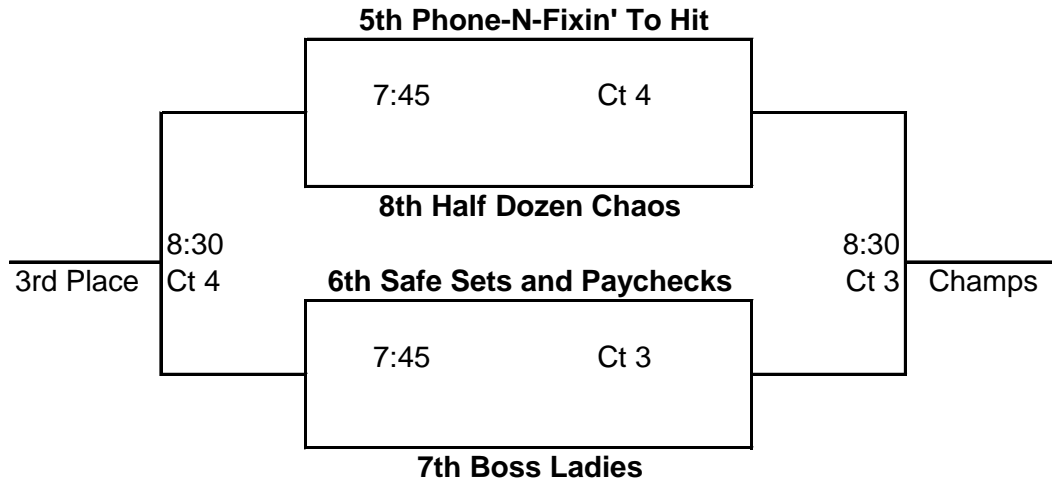 5th Phone-N-Fixin' To Hit
7:45 Ct 4
8th Half Dozen Chaos
8:30 8:30
3rd Place Ct 4 6th Safe Sets and Paychecks Ct 3 Champs
7:45 Ct 3
7th Boss Ladies